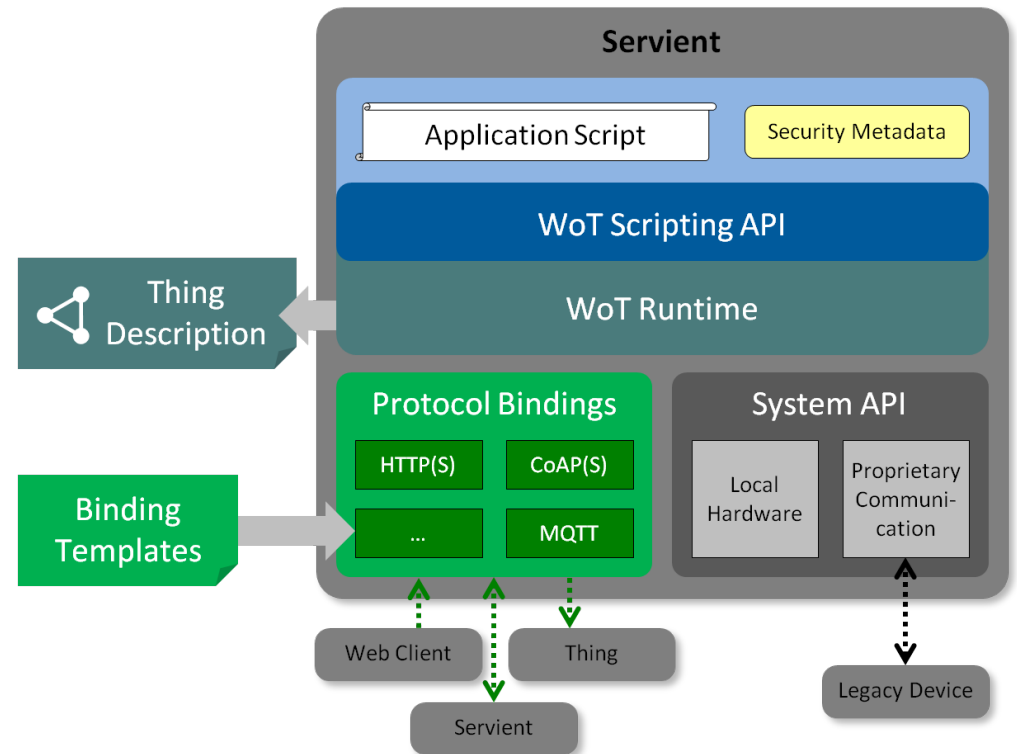 Servient
Application Script
Security Metadata
WoT Scripting API
WoT Runtime
Thing
Description
Protocol Bindings
HTTP(S)
CoAP(S)
...
MQTT
System API
Local
Hardware
Proprietary
Communi-
cation
Binding
Templates
Web Client
Thing
Servient
Legacy Device